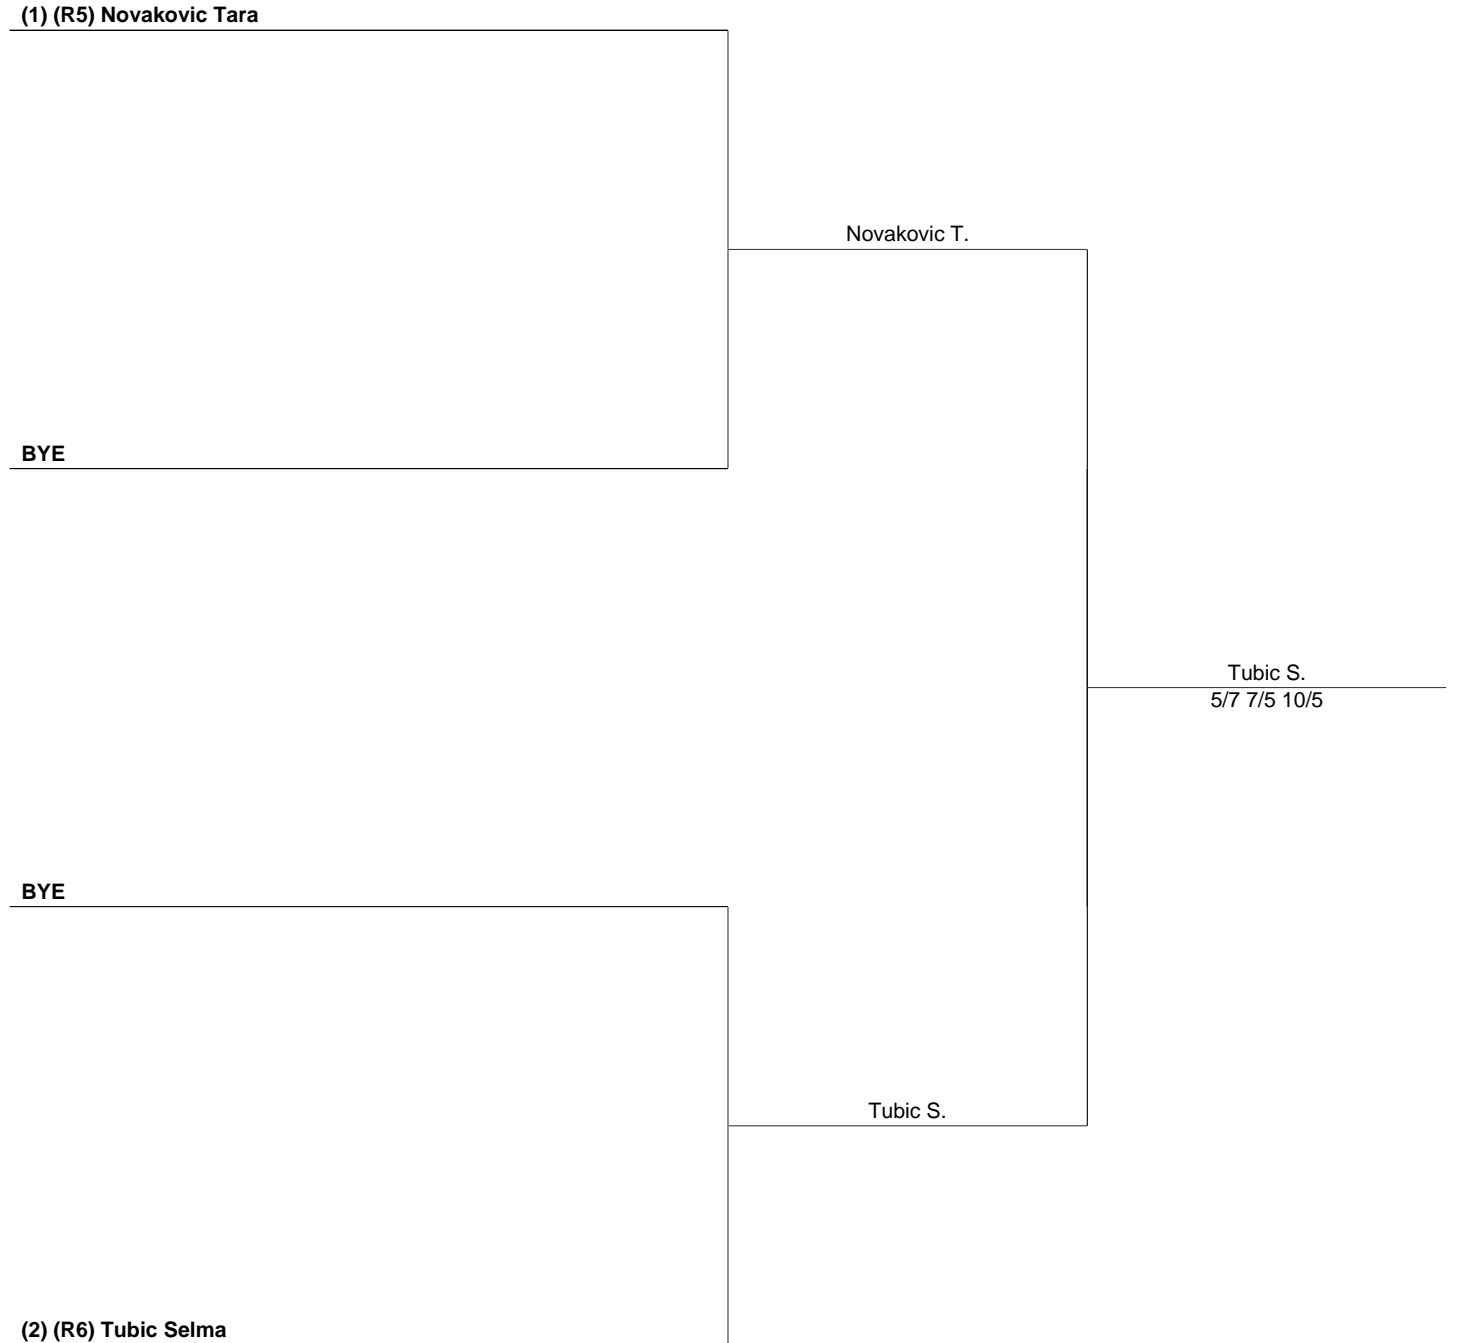 (1) (R5) Novakovic Tara
Novakovic T.
BYE
Tubic S.
5/7 7/5 10/5
BYE
Tubic S.
(2) (R6) Tubic Selma